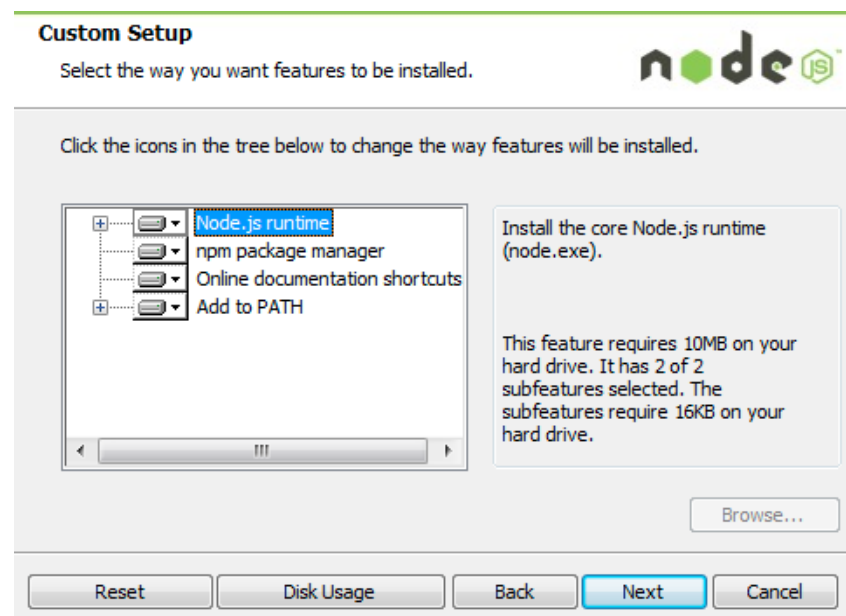 Custom Setup
Select the way you want features to be installed.
node JS
Click the icons in the tree below to change the way features will be installed.
Node.js runtime
npm package manager
Online documentation shortcuts
Add to PATH
Install the core Node.js runtime
(node.exe).
This feature requires 10MB on your
hard drive. It has 2 of 2
subfeatures selected. The
subfeatures require 16KB on your
hard drive.
Browse...
Reset
Disk Usage
Back
Next
Cancel